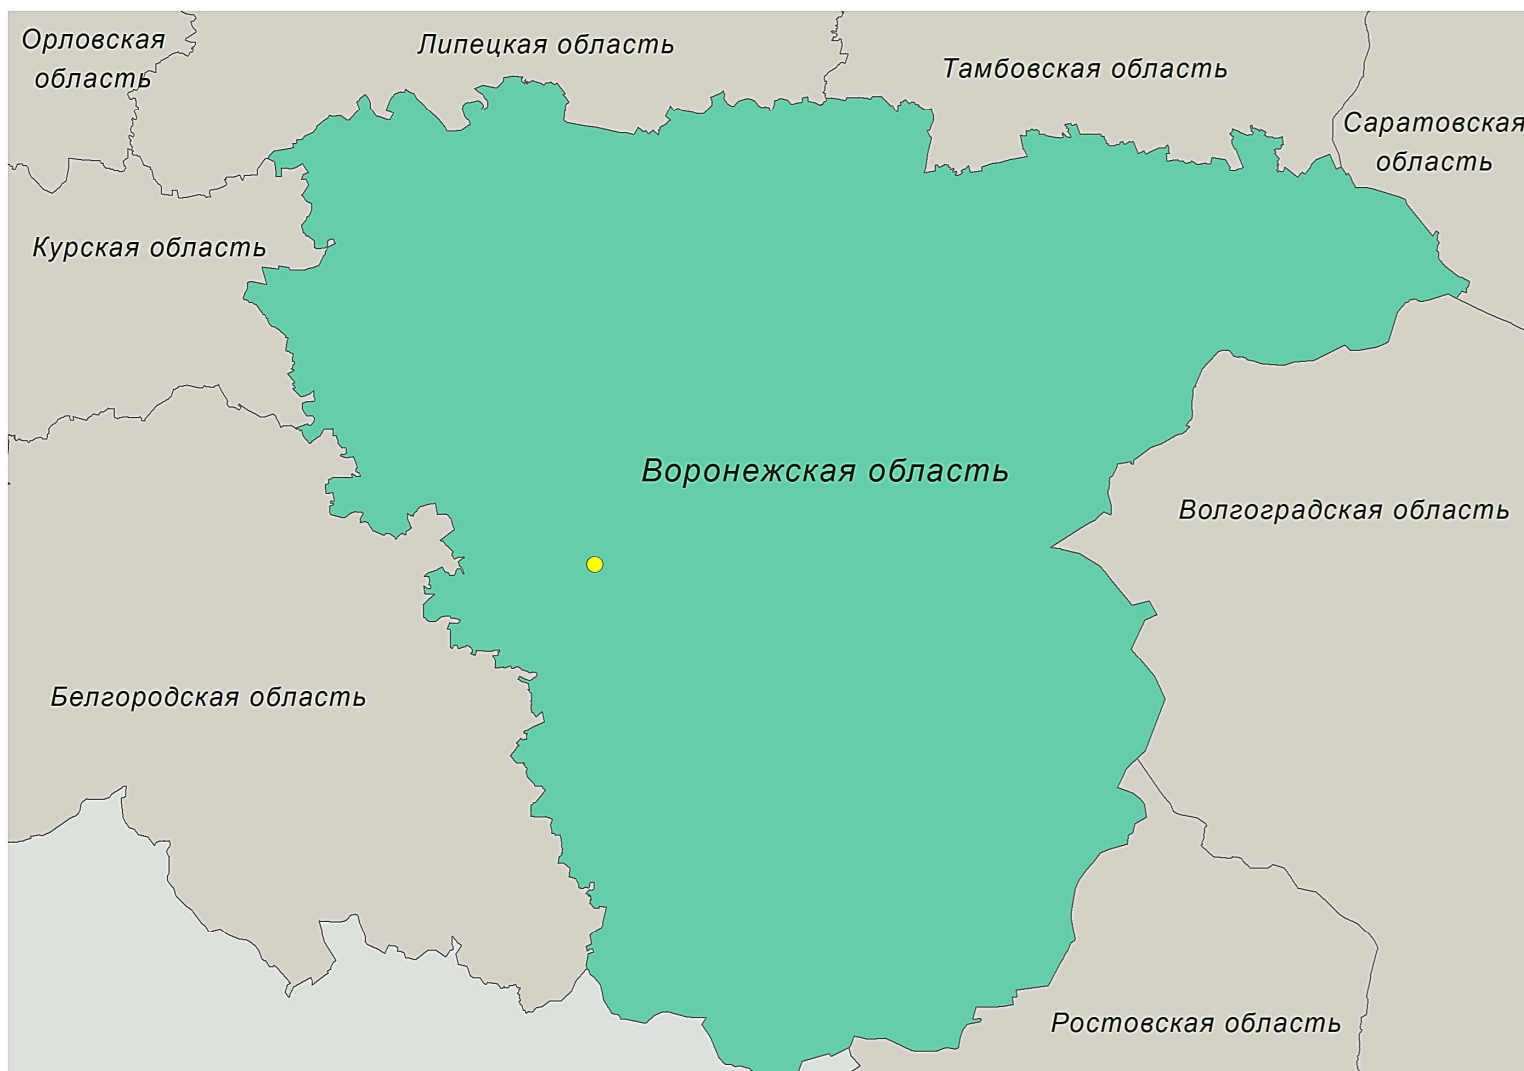 Орловская
область
Липецкая область
Тамбовская область
Саратовская
область
Курская область
Воронежская область
Волгоградская область
Белгородская область
Ростовская область